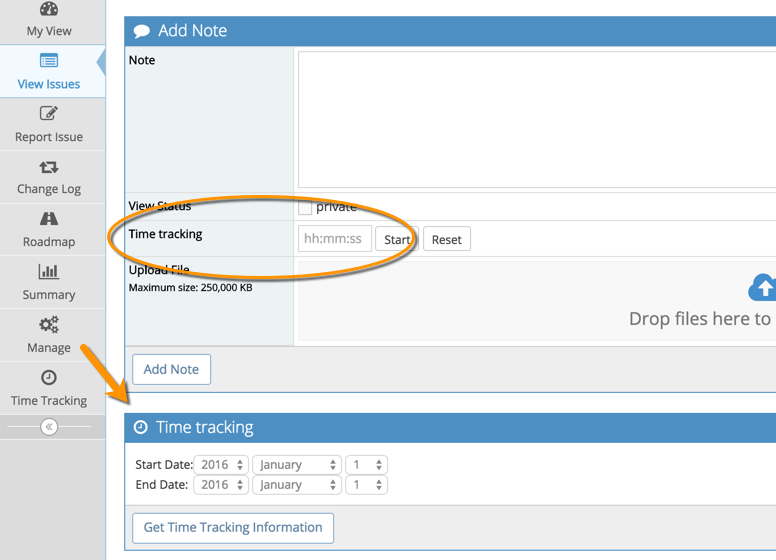 My View
View Issues
Report Issue
Change Log
Roadmap
Summary
Manage
Time Tracking
Add Note
Note
View Status
private
Time tracking
hh:mm:ss
Start
Reset
Upload File
Maximum size: 250,000 KB
Drop files here to
Add Note
Time tracking
Start Date: 2016 January 1
End Date: 2016 January 1
Get Time Tracking Information